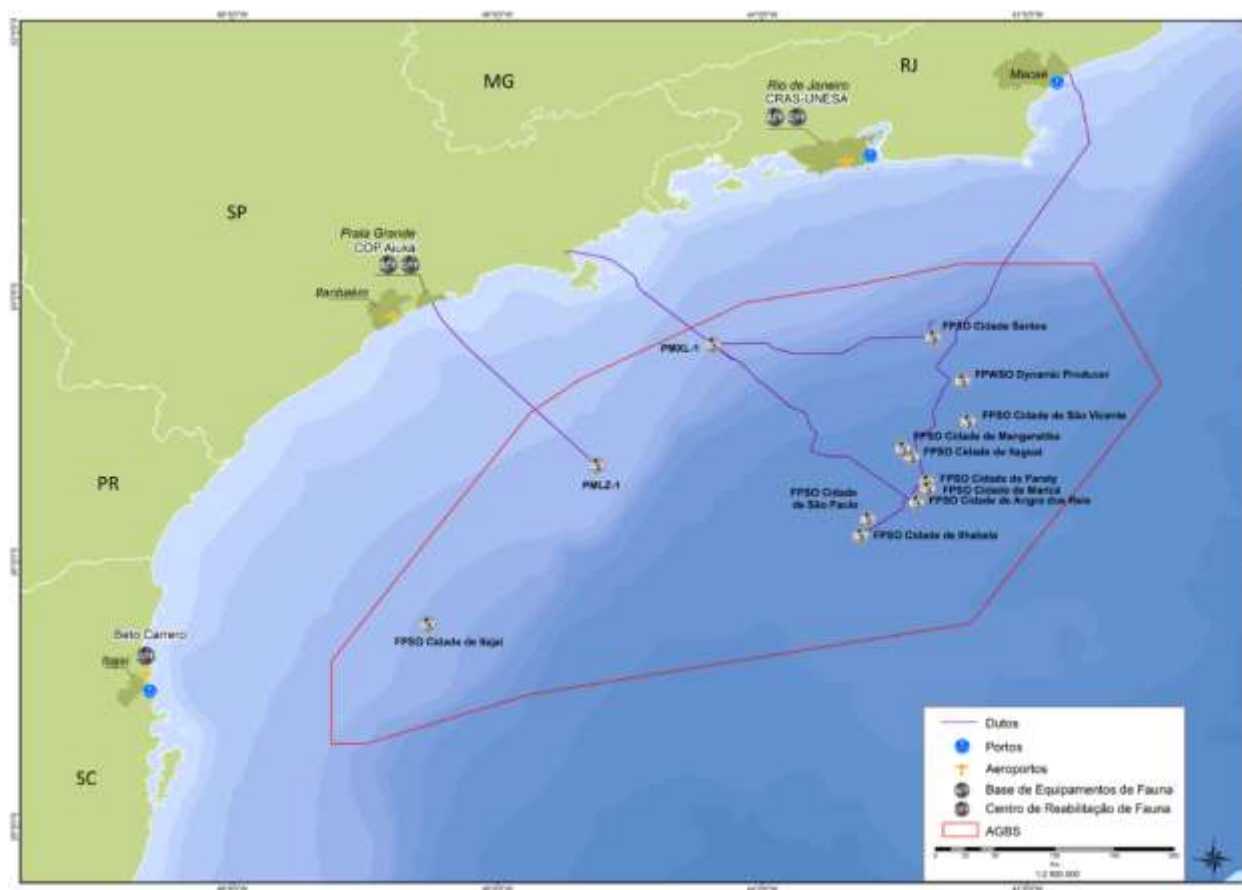 MG
RJ
Macaé
Rio de Janeiro
CRAS-UNESA
SP
Praia Grande
COP Aiuká
Itanhaém
FPSO Cidade Santos
PMXL-1
FPWSO Dynamic Producer
FPSO Cidade de São Vicente
FPSO Cidade de Mangaratiba
FPSO Cidade de Itaguaí
PR
PMLZ-1
FPSO Cidade de Paraty
FPSO Cidade de Maricá
FPSO Cidade de Angra dos Reis
FPSO Cidade
de São Paulo
FPSO Cidade de Ilhabela
Beto Carrero
FPSO Cidade de Itajaí
Itajaí
SC
Dutos
Portos
Aeroportos
Base de Equipamentos de Fauna
Centro de Reabilitação de Fauna
AGBS
Km